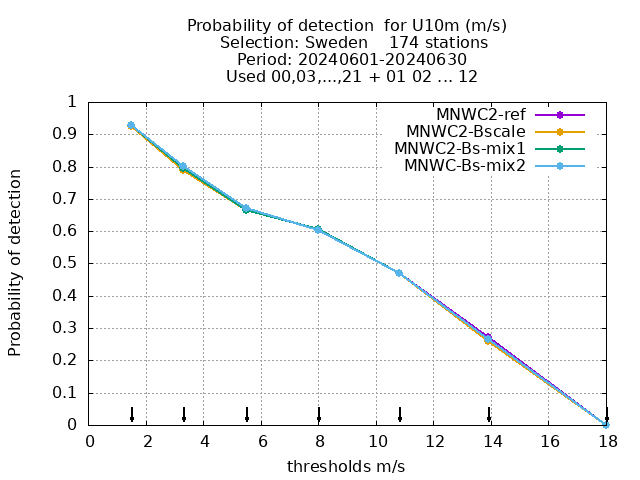 Probability of detection  for U10m (m/s)
Selection: Sweden    174 stations
Period: 20240601-20240630
Used 00,03,...,21 + 01 02 ... 12
MNWC2-ref
MNWC2-Bscale
MNWC2-Bs-mix1
MNWC-Bs-mix2
Probability of detection
1
0.9
0.8
0.7
0.6
0.5
0.4
0.3
0.2
0.1
0
0 2 4 6 8 10 12 14 16 18
thresholds m/s